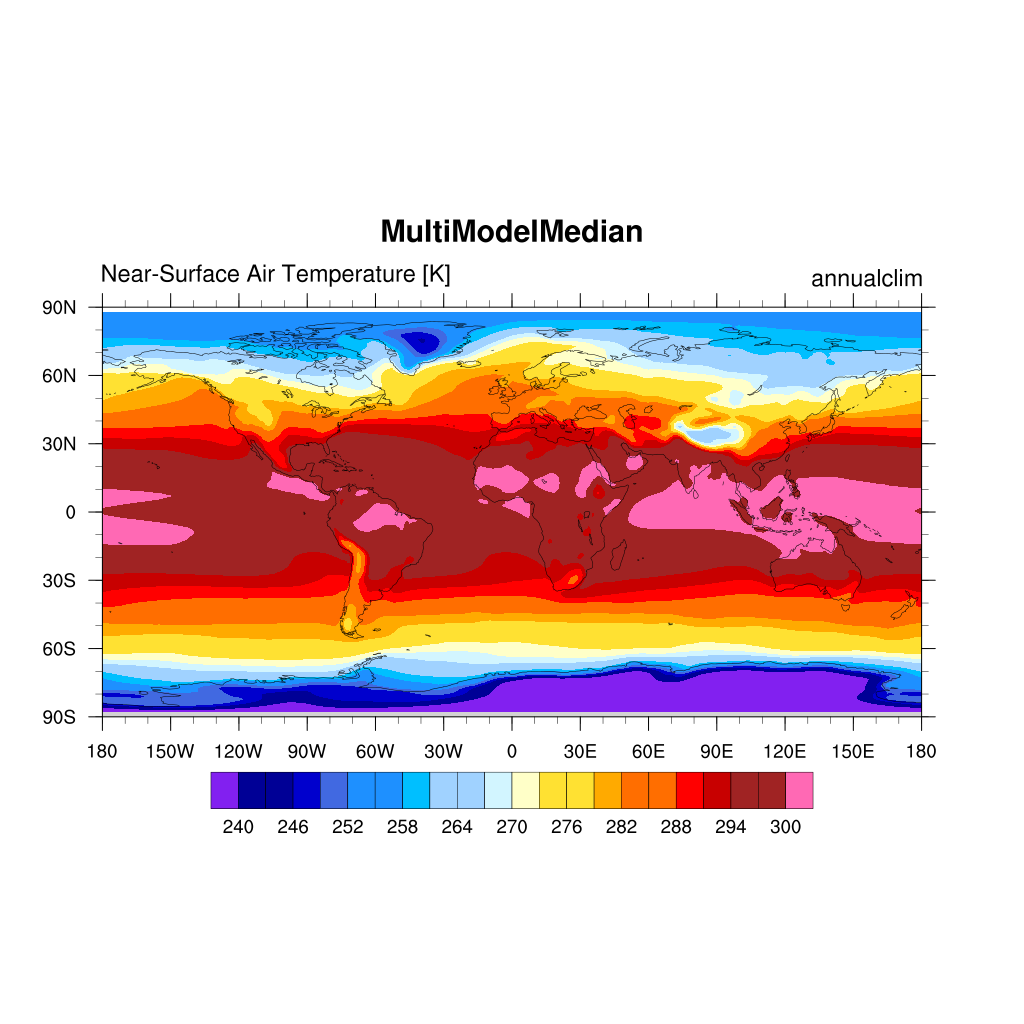 MultiModelMedian
Near-Surface Air Temperature [K]
annualclim
90N
60N
30N
0
30S
60S
90S
180 150W 120W 90W 60W 30W 0 30E 60E 90E 120E 150E 180
240 246 252 258 264 270 276 282 288 294 300